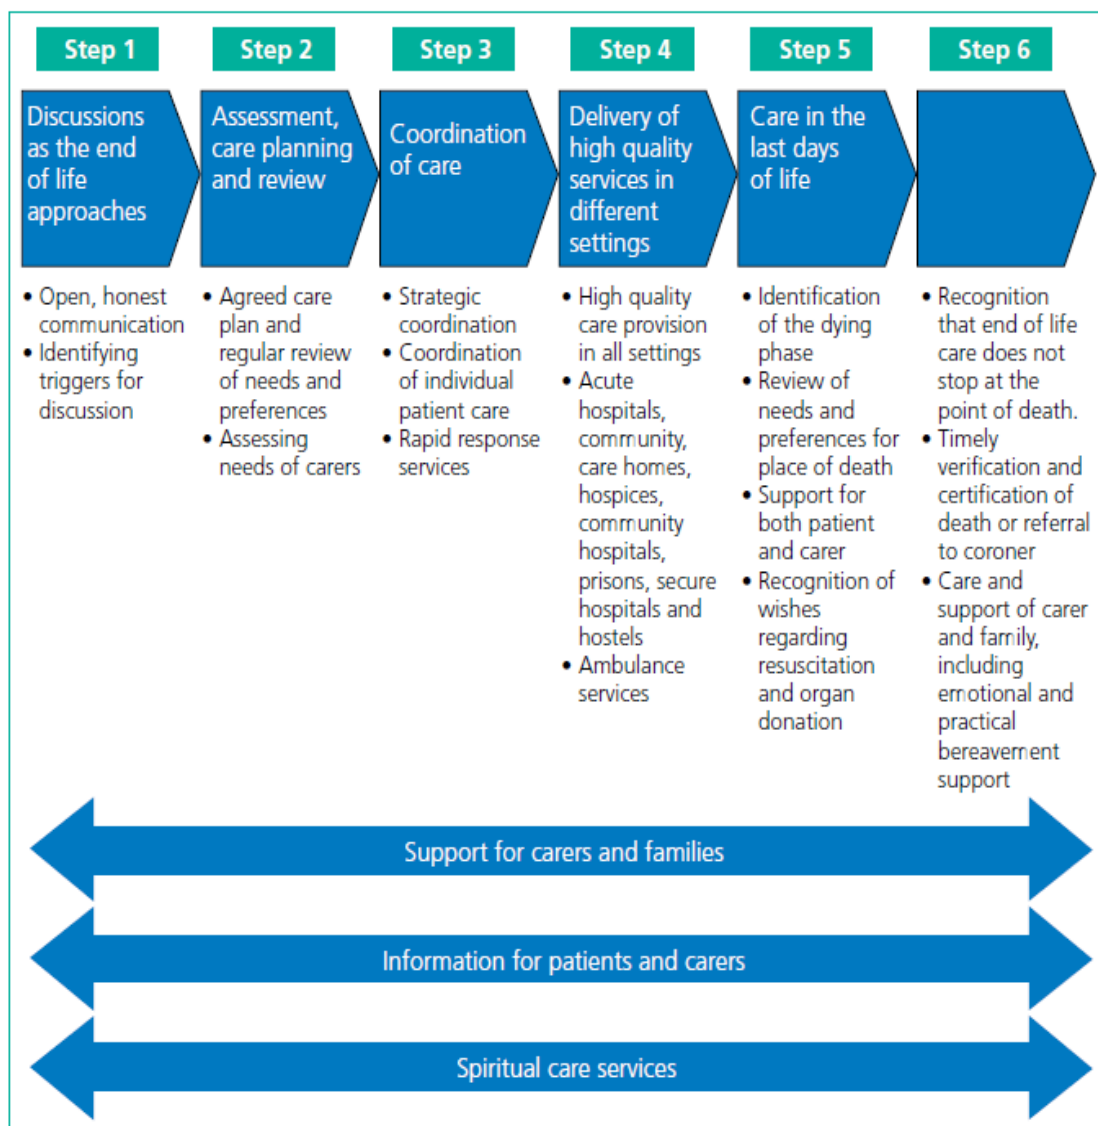 Step 1
Step 2
Step 3
Step 4
Step 5
Step 6
Discussions
as the end
of life
approaches
Assessment,
care planning
and review
Coordination
of care
Delivery of
high quality
services in
different
settings
Care in the
last days
of life
• Open, honest
communication
• Identifying
triggers for
discussion
• Agreed care
plan and
regular review
of needs and
preferences
• Assessing
needs of carers
• Strategic
coordination
• Coordination
of individual
patient care
• Rapid response
services
• High quality
care provision
in all settings
• Acute
hospitals,
community,
care homes,
hospices,
community
hospitals,
prisons, secure
hospitals and
hostels
• Ambulance
services
• Identification
of the dying
phase
• Review of
needs and
preferences for
place of death
• Support for
both patient
and carer
• Recognition of
wishes
regarding
resuscitation
and organ
donation
• Recognition
that end of life
care does not
stop at the
point of death.
• Timely
verification and
certification of
death or referral
to coroner
• Care and
support of carer
and family,
including
emotional and
practical
bereavement
support
Support for carers and families
Information for patients and carers
Spiritual care services